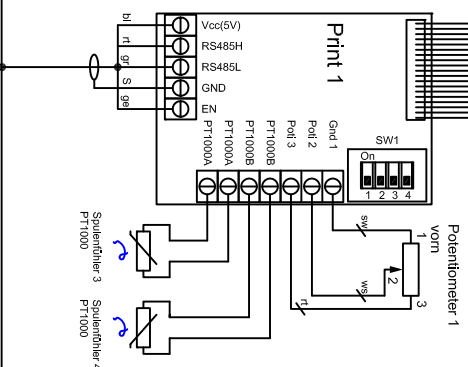 bl
rt
gr
S
ge
Vcc(5V)
RS485H
RS485L
GND
EN
Print 1
SW1
On
1 2 3 4
PT1000A
PT1000A
PT1000B
PT1000B
Poti 3
Poti 2
Gnd 1
sw
ws
rt
1
2
3
Potentiometer 1
vorn
Spulenfühler 3
PT1000
Spulenfühler 4
PT1000